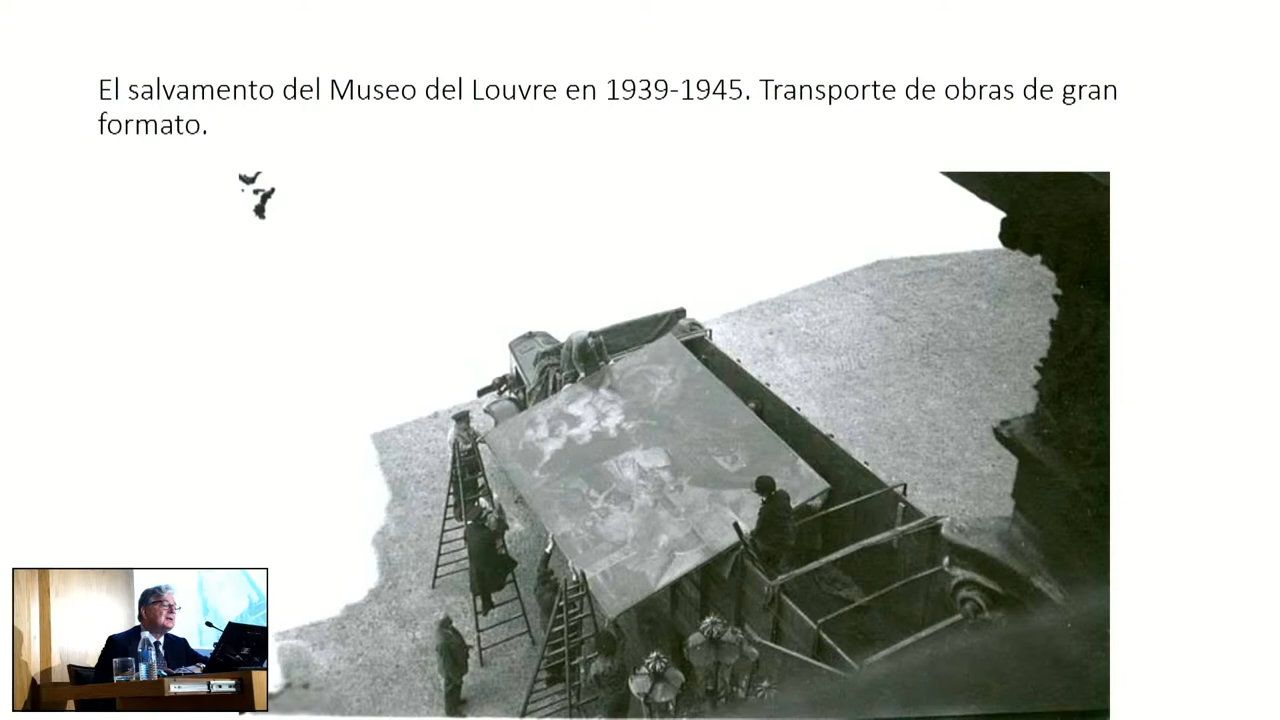 El salvamento del Museo del Louvre en 1939-1945. Transporte de obras de gran
formato.